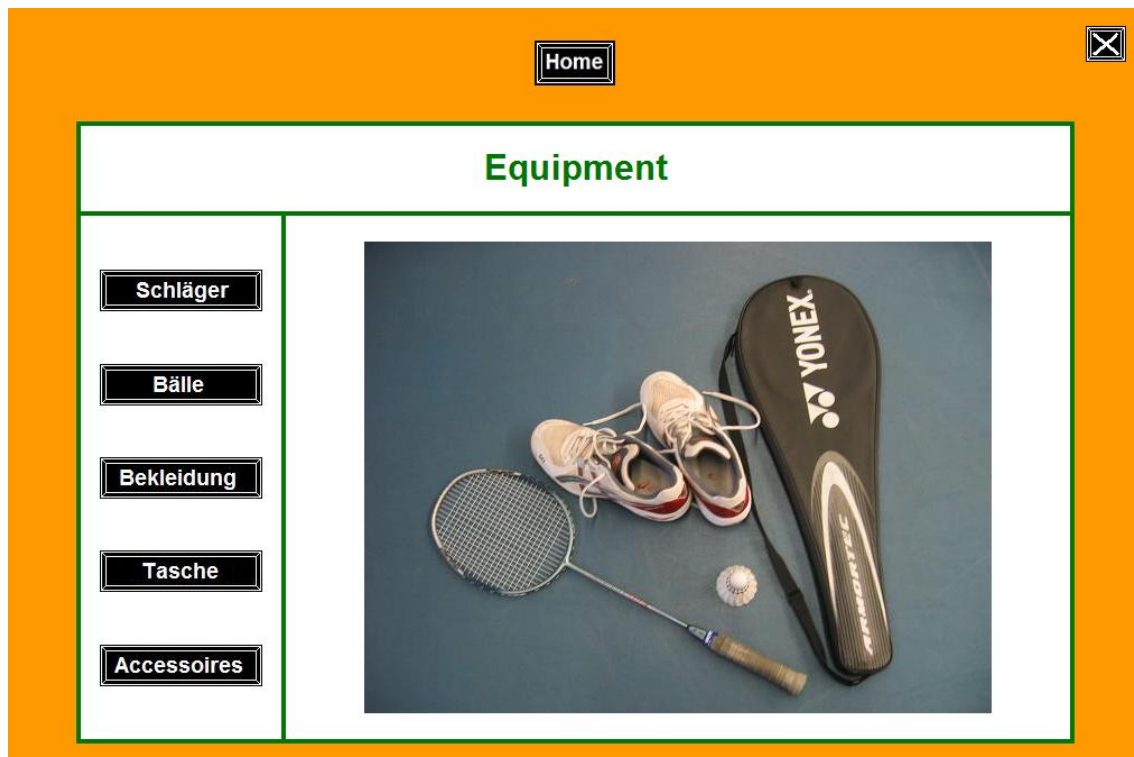 Home
Equipment
Schläger
Bälle
Bekleidung
Tasche
Accessoires
YONEX
ARMORTEC